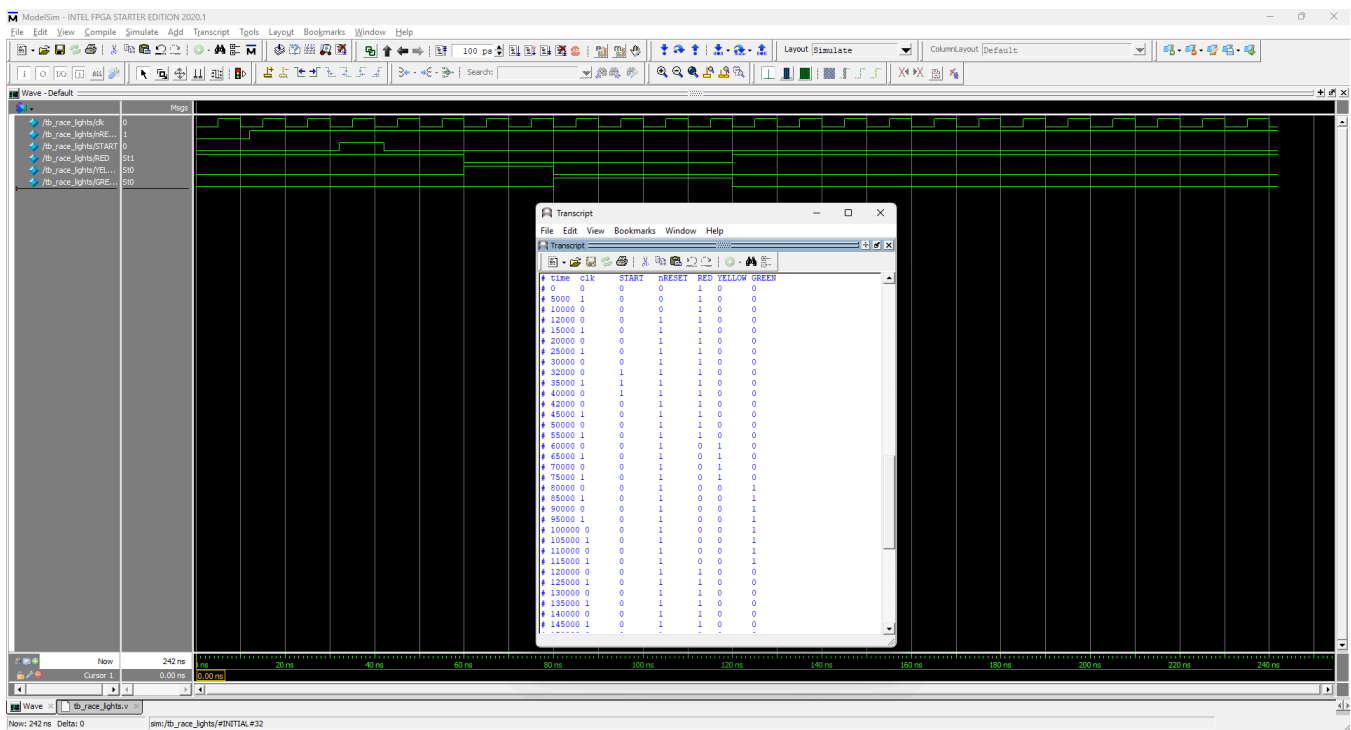 ModelSim - INTEL FPGA STARTER EDITION 2020.1
File Edit View Compile Simulate Add Transcript Tools Layout Bookmarks Window Help
100 ps Layout Simulate ColumnLayout Default
Search:
Wave - Default
Msgs
/tb_race_lights/clk 0
/tb_race_lights/nRE... 1
/tb_race_lights/START 0
/tb_race_lights/RED St1
/tb_race_lights/YEL... St0
/tb_race_lights/GRE... St0
Transcript
File Edit View Bookmarks Window Help
Transcript
# time clk START nRESET RED YELLOW GREEN
# 0 0 0 0 1 0 0
# 5000 1 0 0 1 0 0
# 10000 0 0 0 1 0 0
# 12000 0 0 1 1 0 0
# 15000 1 0 1 1 0 0
# 20000 0 0 1 1 0 0
# 25000 1 0 1 1 0 0
# 30000 0 0 1 1 0 0
# 32000 0 1 1 1 0 0
# 35000 1 1 1 1 0 0
# 40000 0 1 1 1 0 0
# 42000 0 0 1 1 0 0
# 45000 1 0 1 1 0 0
# 50000 0 0 1 1 0 0
# 55000 1 0 1 1 0 0
# 60000 0 0 1 0 1 0
# 65000 1 0 1 0 1 0
# 70000 0 0 1 0 1 0
# 75000 1 0 1 0 1 0
# 80000 0 0 1 0 0 1
# 85000 1 0 1 0 0 1
# 90000 0 0 1 0 0 1
# 95000 1 0 1 0 0 1
# 100000 0 0 1 0 0 1
# 105000 1 0 1 0 0 1
# 110000 0 0 1 0 0 1
# 115000 1 0 1 0 0 1
# 120000 0 0 1 1 0 0
# 125000 1 0 1 1 0 0
# 130000 0 0 1 1 0 0
# 135000 1 0 1 1 0 0
# 140000 0 0 1 1 0 0
# 145000 1 0 1 1 0 0
Now 242 ns ns 20 ns 40 ns 60 ns 80 ns 100 ns 120 ns 140 ns 160 ns 180 ns 200 ns 220 ns 240 ns
Cursor 1 0.00 ns 0.00 ns
Wave tb_race_lights.v
Now: 242 ns Delta: 0 sim:/tb_race_lights/#INITIAL#32